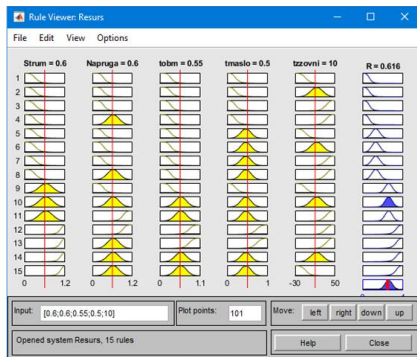 Rule Viewer: Resurs
File Edit View Options
Strum = 0.6 Napruga = 0.6 tobm = 0.55 tmaslo = 0.5 tzzovni = 10 R = 0.616
1
2
3
4
5
6
7
8
9
10
11
12
13
14
15
0 1.2 0 1.2 0 1.1 0 1 -30 50
Input: [0.6;0.6;0.55;0.5;10] Plot points: 101 Move: left right down up
Opened system Resurs, 15 rules Help Close